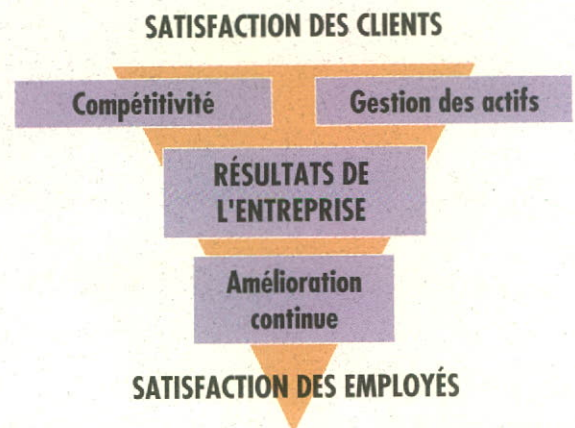 SATISFACTION DES CLIENTS
Compétitivité
Gestion des actifs
RÉSULTATS DE
L'ENTREPRISE
Amélioration
continue
SATISFACTION DES EMPLOYÉS